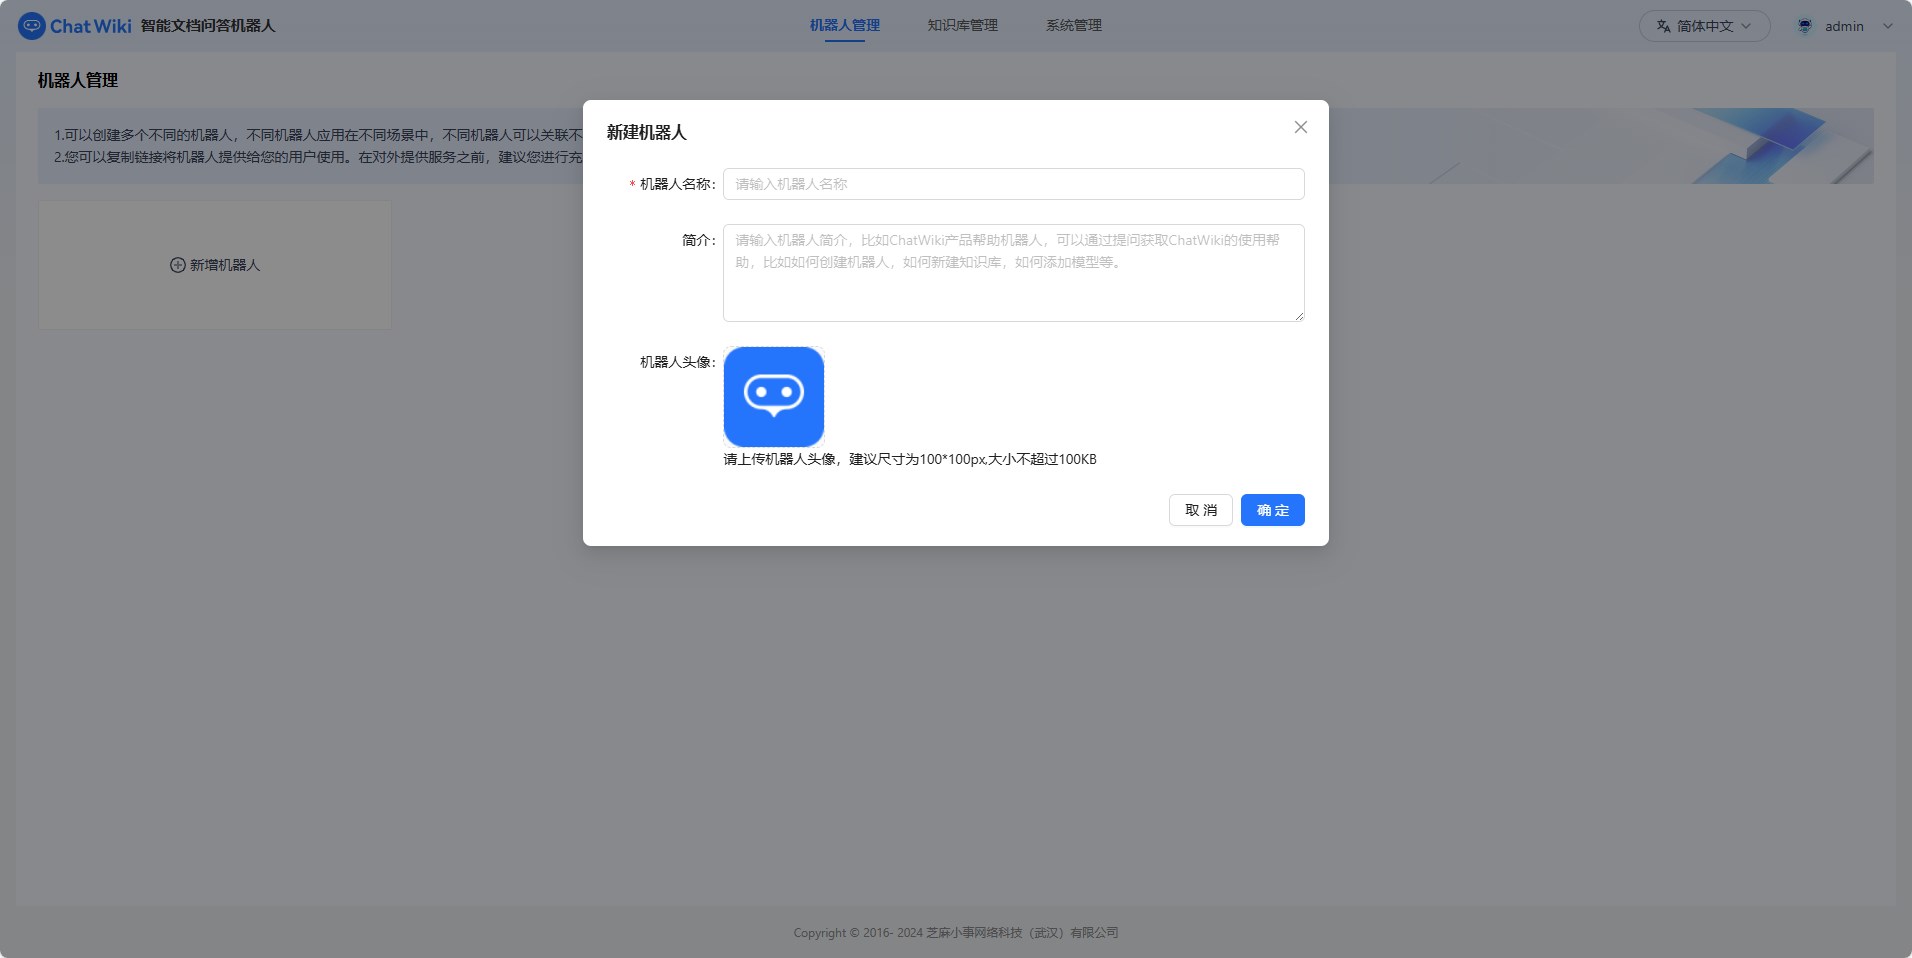 Chat Wiki 智能文档问答机器人
机器人管理
知识库管理
系统管理
简体中文
admin
机器人管理
1.可以创建多个不同的机器人，不同机器人应用在不同场景中，不同机器人可以关联不
2.您可以复制链接将机器人提供给您的用户使用。在对外提供服务之前，建议您进行充
新增机器人
新建机器人
* 机器人名称：
请输入机器人名称
简介：
请输入机器人简介，比如ChatWiki产品帮助机器人，可以通过提问获取ChatWiki的使用帮
助，比如如何创建机器人，如何新建知识库，如何添加模型等。
机器人头像：
请上传机器人头像，建议尺寸为100*100px,大小不超过100KB
取 消
确 定
Copyright © 2016- 2024 芝麻小事网络科技（武汉）有限公司